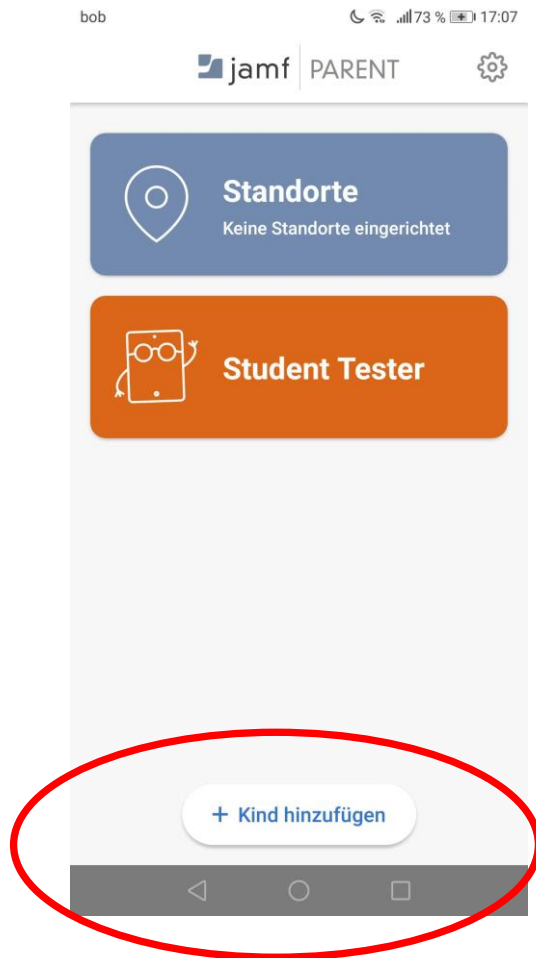 bob 73 % 17:07
jamf PARENT
Standorte
Keine Standorte eingerichtet
Student Tester
+ Kind hinzufügen